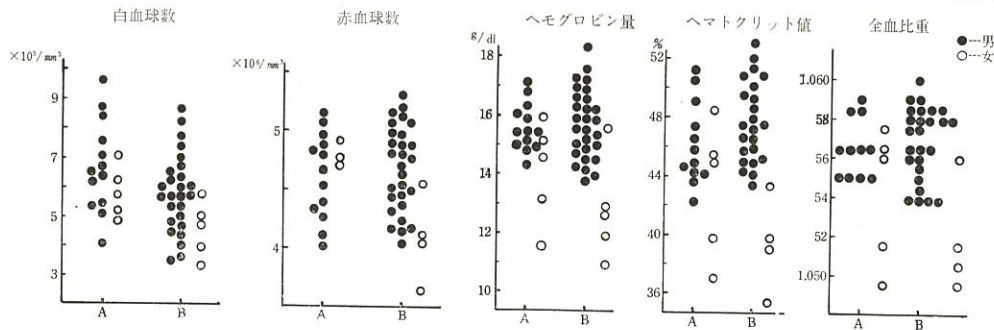 白血球数
×10³/mm³
9
7
5
3
A
B
赤血球数
×10⁶/mm³
5
4
A
B
ヘモグロビン量
g/dl
18
16
14
12
10
A
B
ヘマトクリット値
%
52
48
44
40
36
A
B
全血比重
●--男
○--女
1.060
58
56
54
52
1.050
A
B